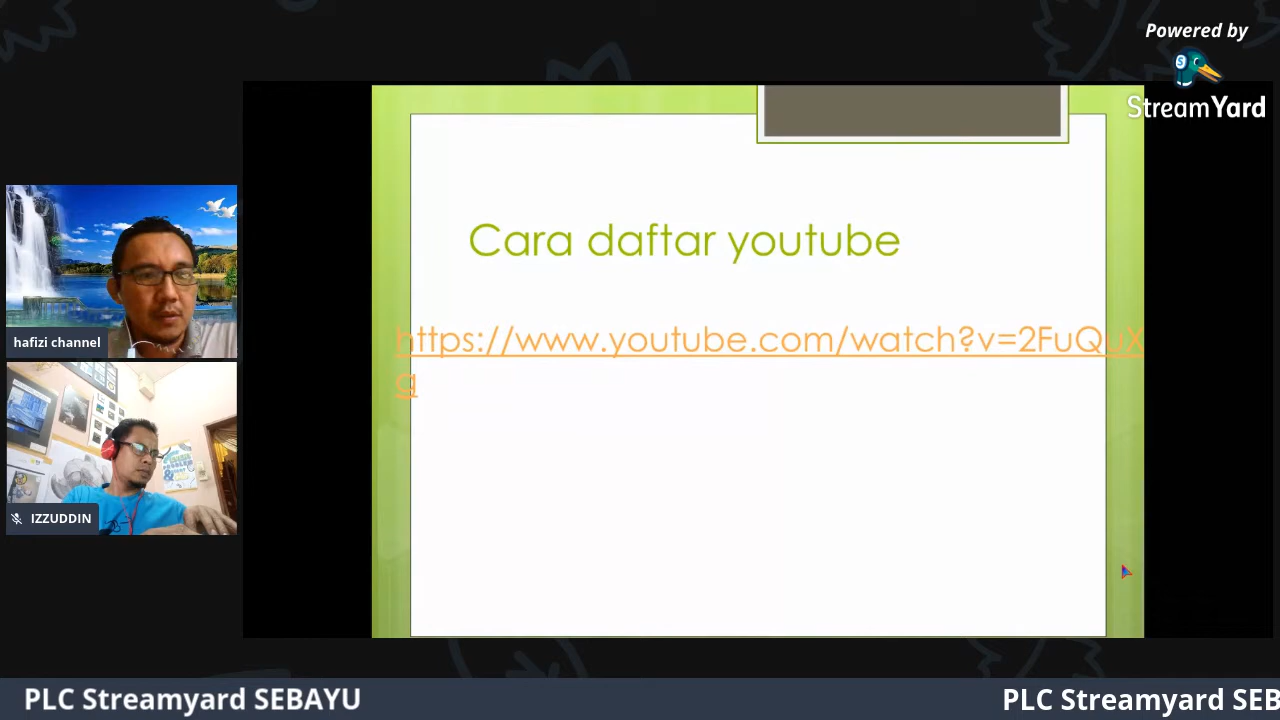 Powered by
StreamYard
Cara daftar youtube
https://www.youtube.com/watch?v=2FuQuX
g
hafizi channel
IZZUDDIN
PLC Streamyard SEBAYU
PLC Streamyard SEB